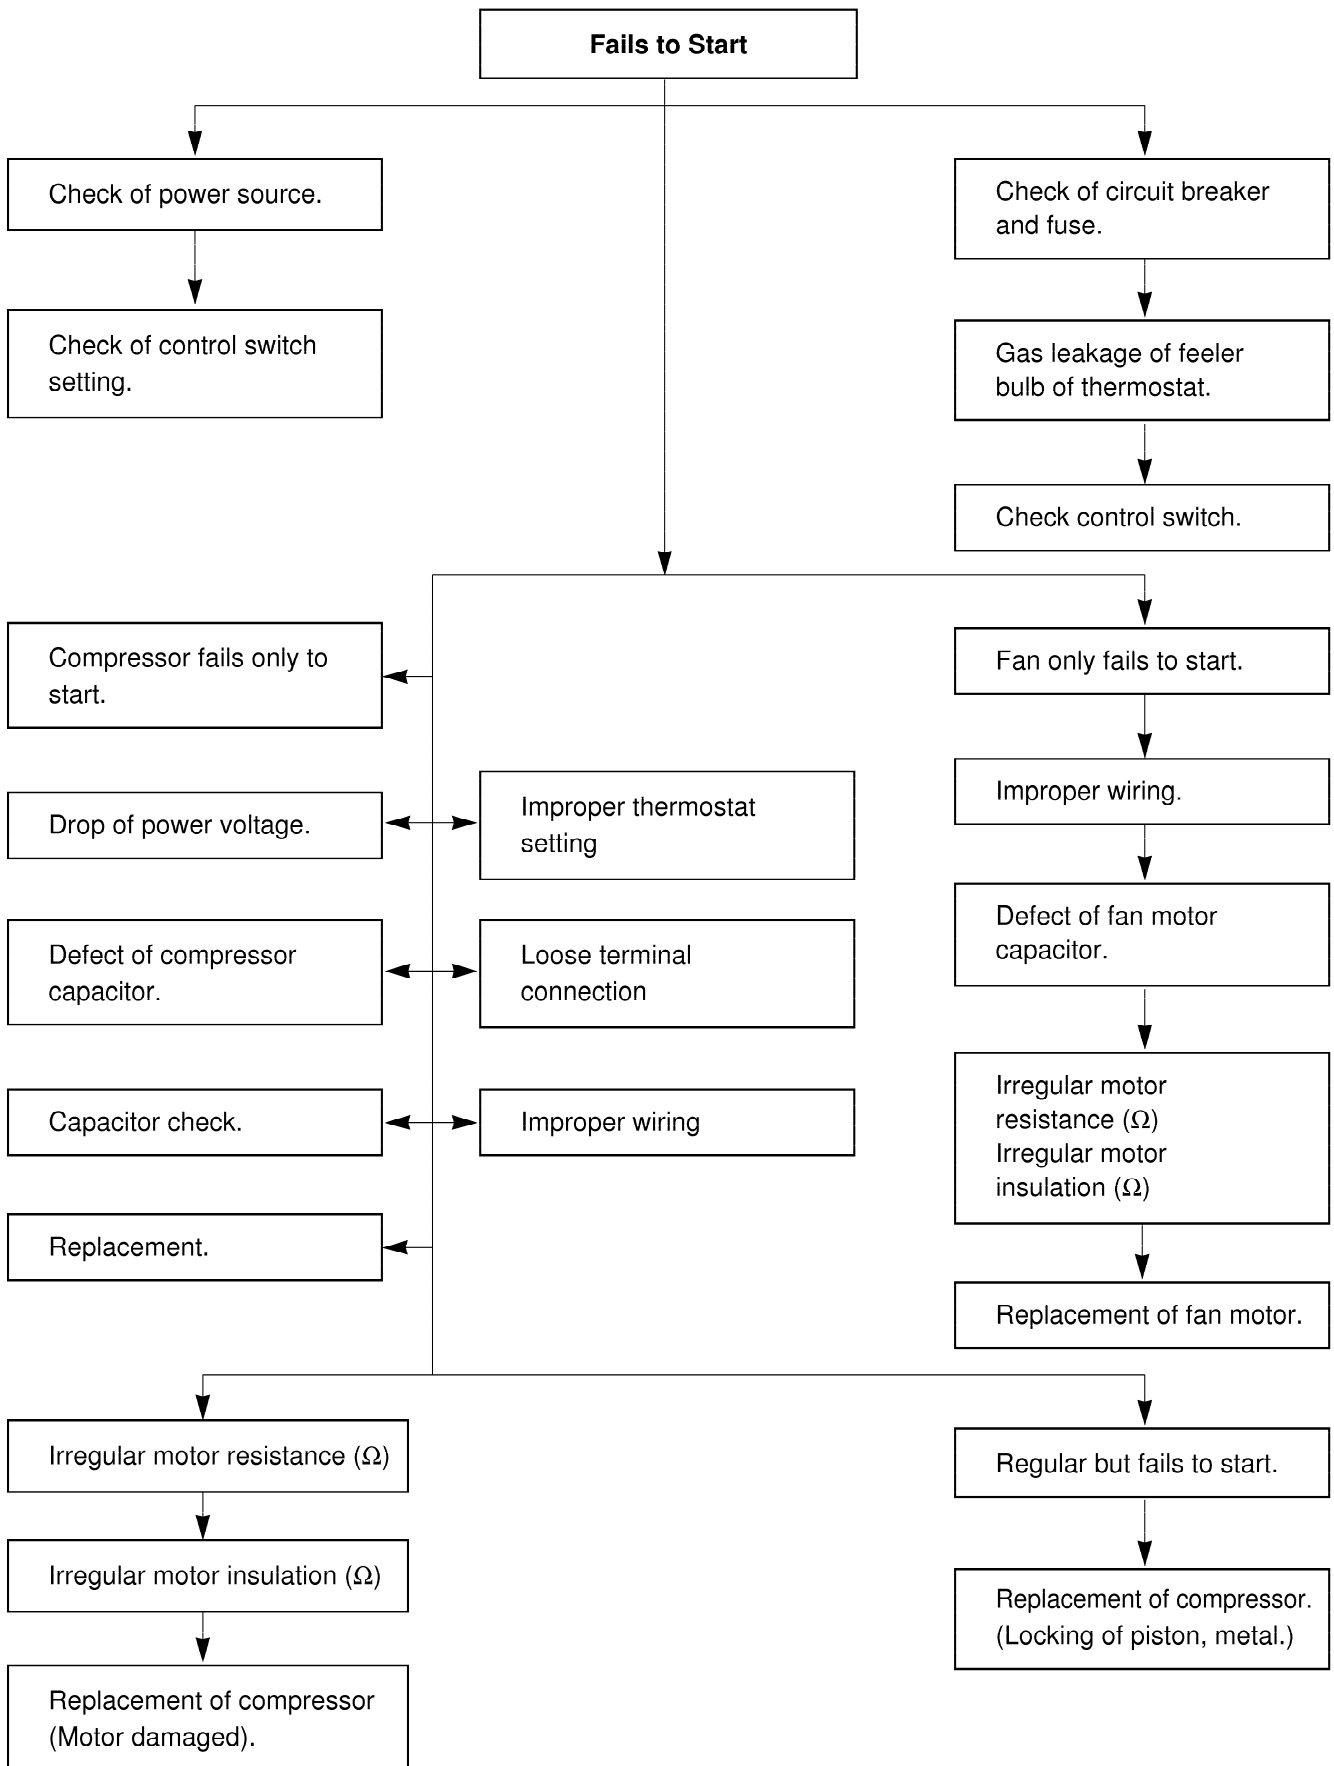 Fails to Start
Check of power source.
Check of circuit breaker
and fuse.
Check of control switch
setting.
Gas leakage of feeler
bulb of thermostat.
Check control switch.
Compressor fails only to
start.
Fan only fails to start.
Drop of power voltage.
Improper thermostat
setting
Improper wiring.
Defect of compressor
capacitor.
Loose terminal
connection
Defect of fan motor
capacitor.
Capacitor check.
Improper wiring
Irregular motor
resistance (Ω)
Irregular motor
insulation (Ω)
Replacement.
Replacement of fan motor.
Irregular motor resistance (Ω)
Regular but fails to start.
Irregular motor insulation (Ω)
Replacement of compressor.
(Locking of piston, metal.)
Replacement of compressor
(Motor damaged).